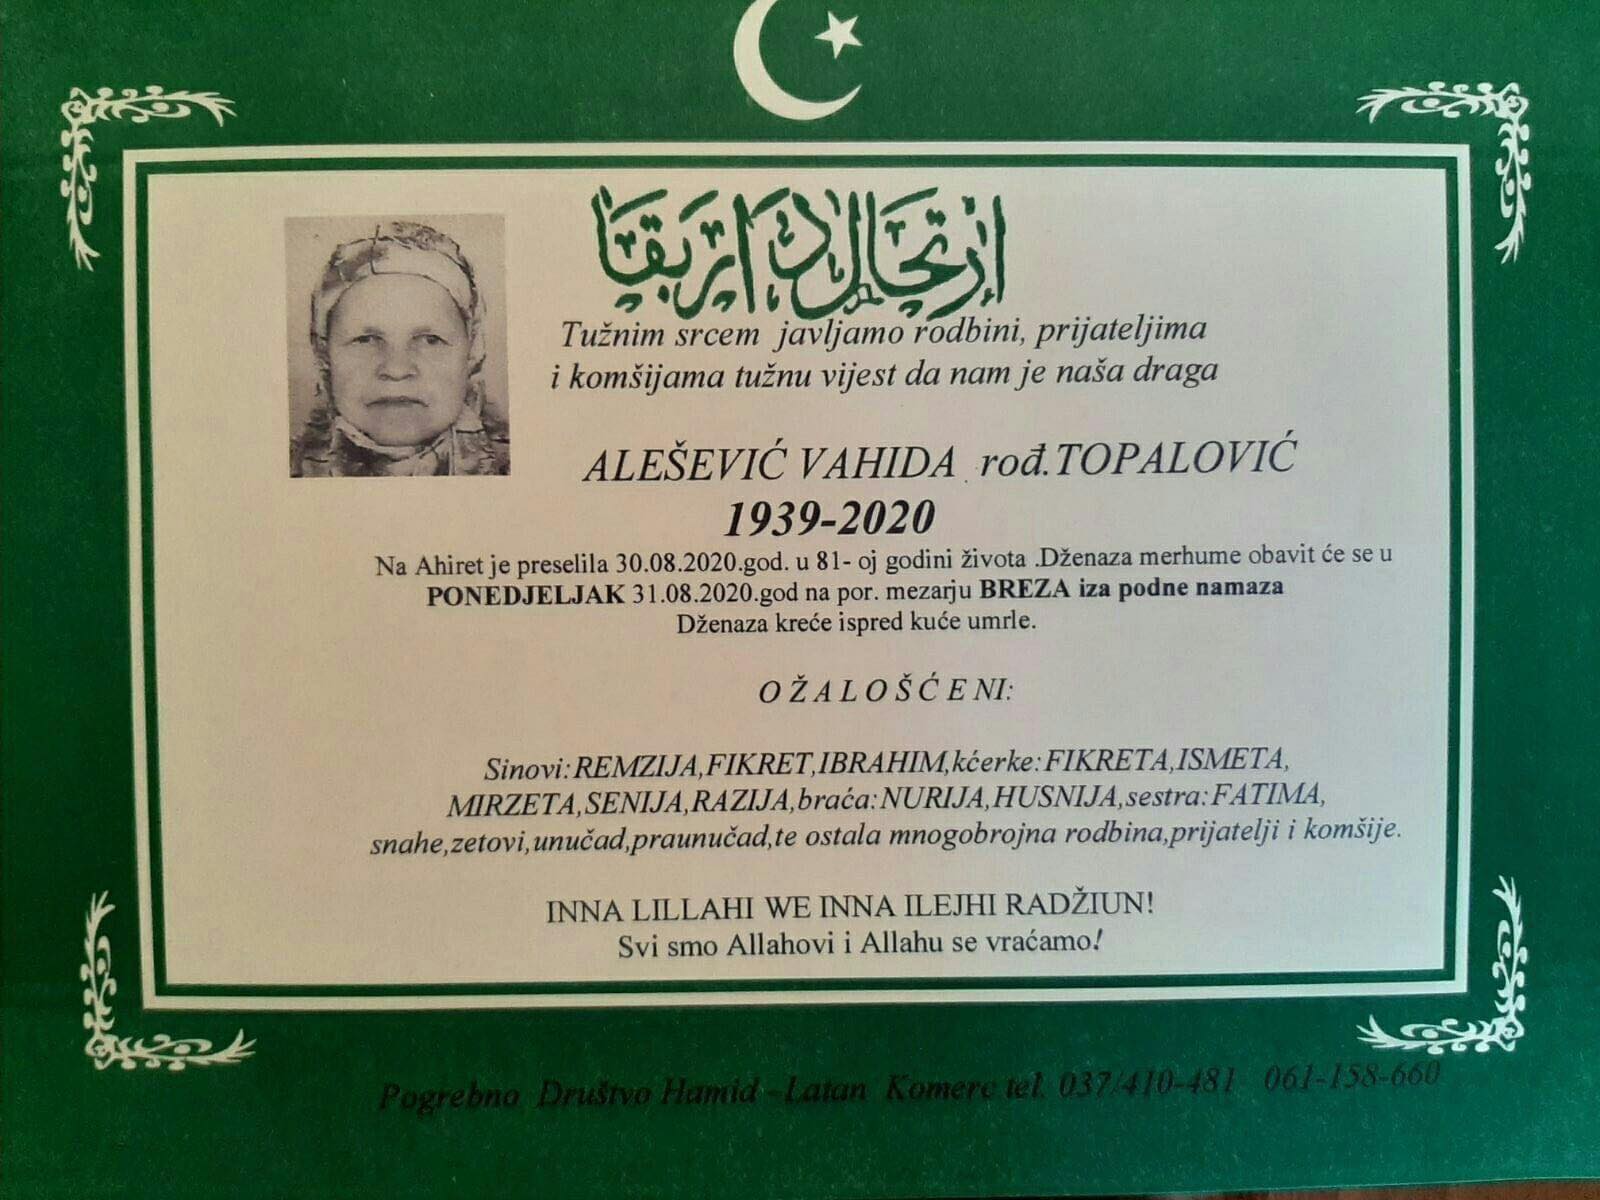 ارتحال دار بقا
Tužnim srcem javljamo rodbini, prijateljima
i komšijama tužnu vijest da nam je naša draga
ALEŠEVIĆ VAHIDA rođ.TOPALOVIĆ
1939-2020
Na Ahiret je preselila 30.08.2020.god. u 81- oj godini života .Dženaza merhume obavit će se u
PONEDJELJAK 31.08.2020.god na por. mezarju BREZA iza podne namaza
Dženaza kreće ispred kuće umrle.
O Ž A L O Š Ć E NI:
Sinovi:REMZIJA,FIKRET,IBRAHIM,kćerke:FIKRETA,ISMETA,
MIRZETA,SENIJA,RAZIJA,braća:NURIJA,HUSNIJA,sestra:FATIMA,
snahe,zetovi,unučad,praunučad,te ostala mnogobrojna rodbina,prijatelji i komšije.
INNA LILLAHI WE INNA ILEJHI RADŽIUN!
Svi smo Allahovi i Allahu se vraćamo!
Pogrebno Društvo Hamid –Latan Komerc tel. 037/410-481 061-158-660